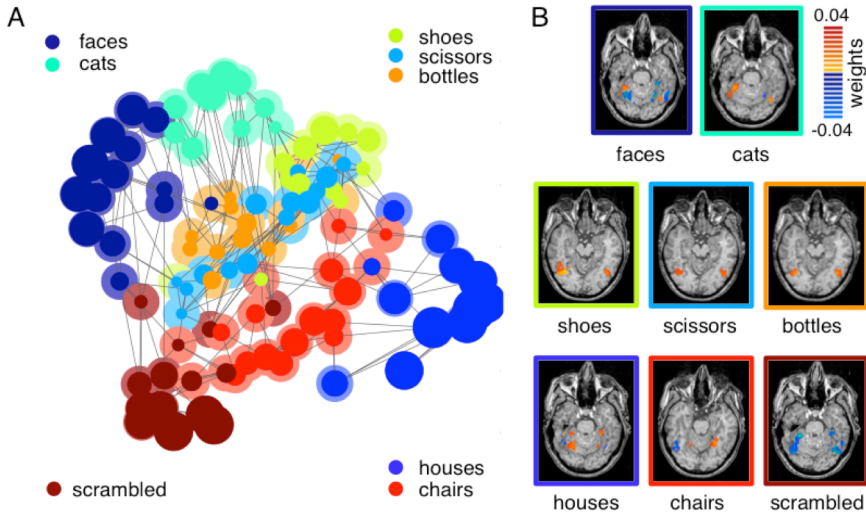 A
faces
cats
shoes
scissors
bottles
scrambled
houses
chairs
B
0.04
weights
-0.04
faces
cats
shoes
scissors
bottles
houses
chairs
scrambled